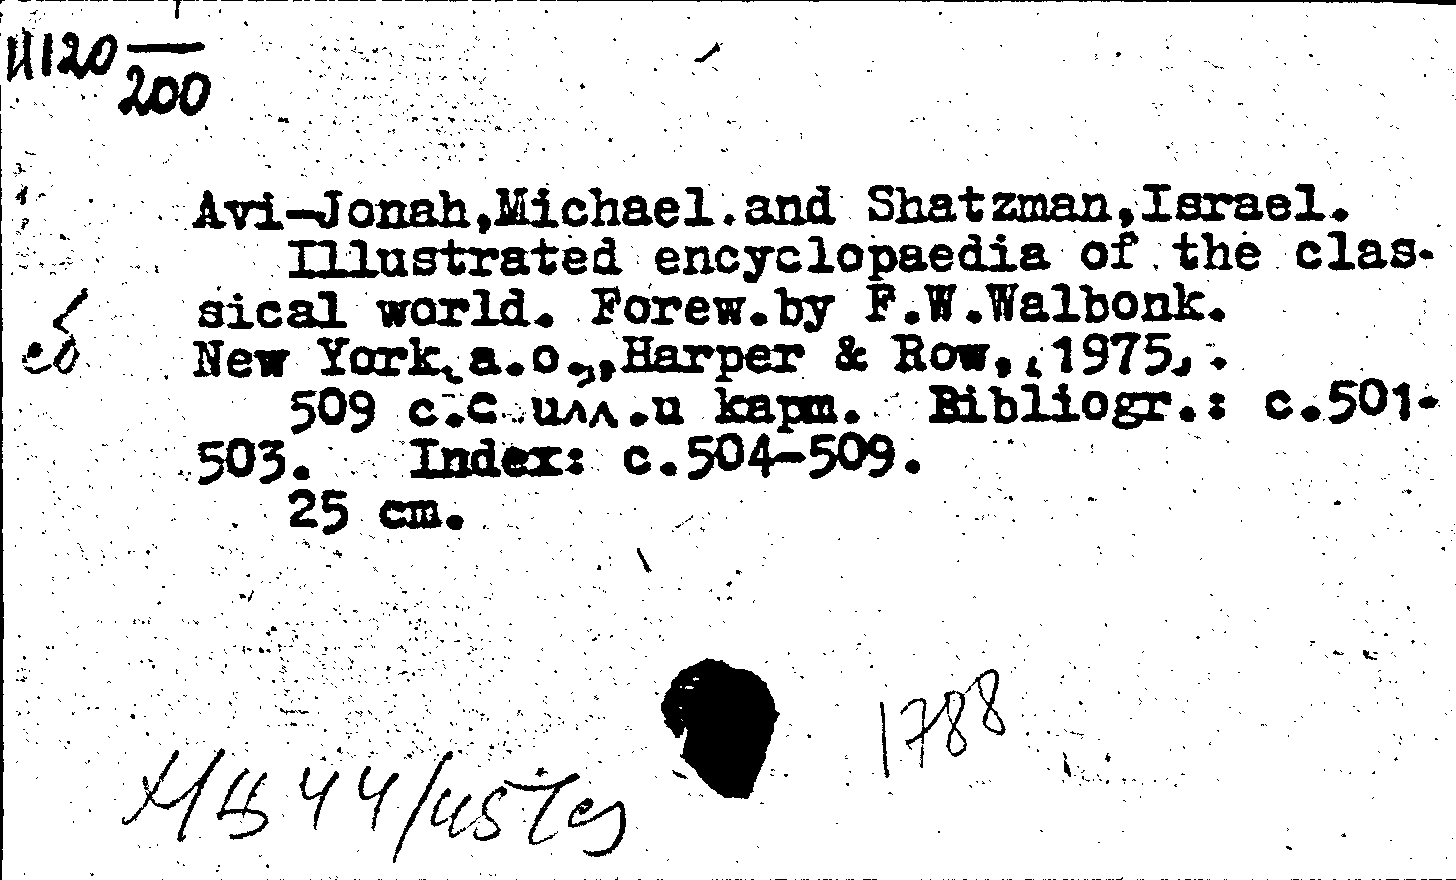 И120
200
Avi-Jonah,Michael.and Shatzman,Israel.
Illustrated encyclopaedia of the clas-
sical world. Forew.by F.W.Walbonk.
New York, a.o.,,Harper & Row,,1975,.
509 с.с илл.и карт. Bibliogr.: c.501-
503. Index: c.504-509.
25 cm.
1788